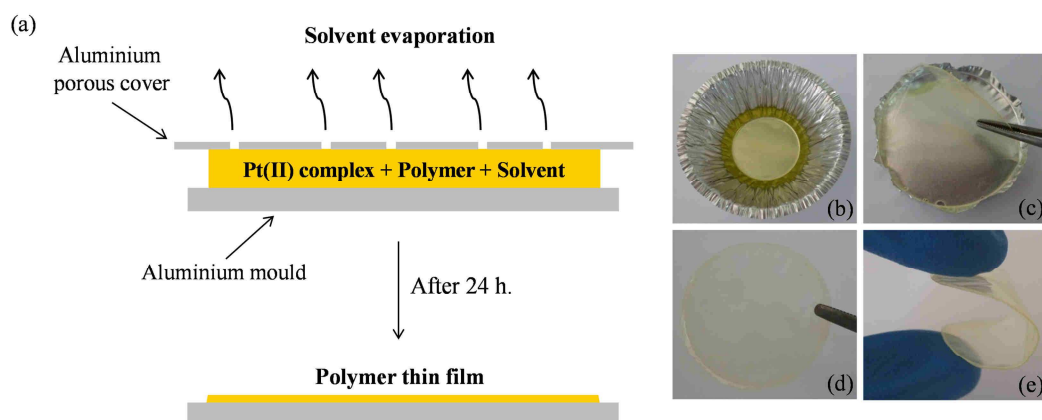 (a)
Solvent evaporation
Aluminium
porous cover
Pt(II) complex + Polymer + Solvent
Aluminium mould
After 24 h.
Polymer thin film
(b)
(c)
(d)
(e)